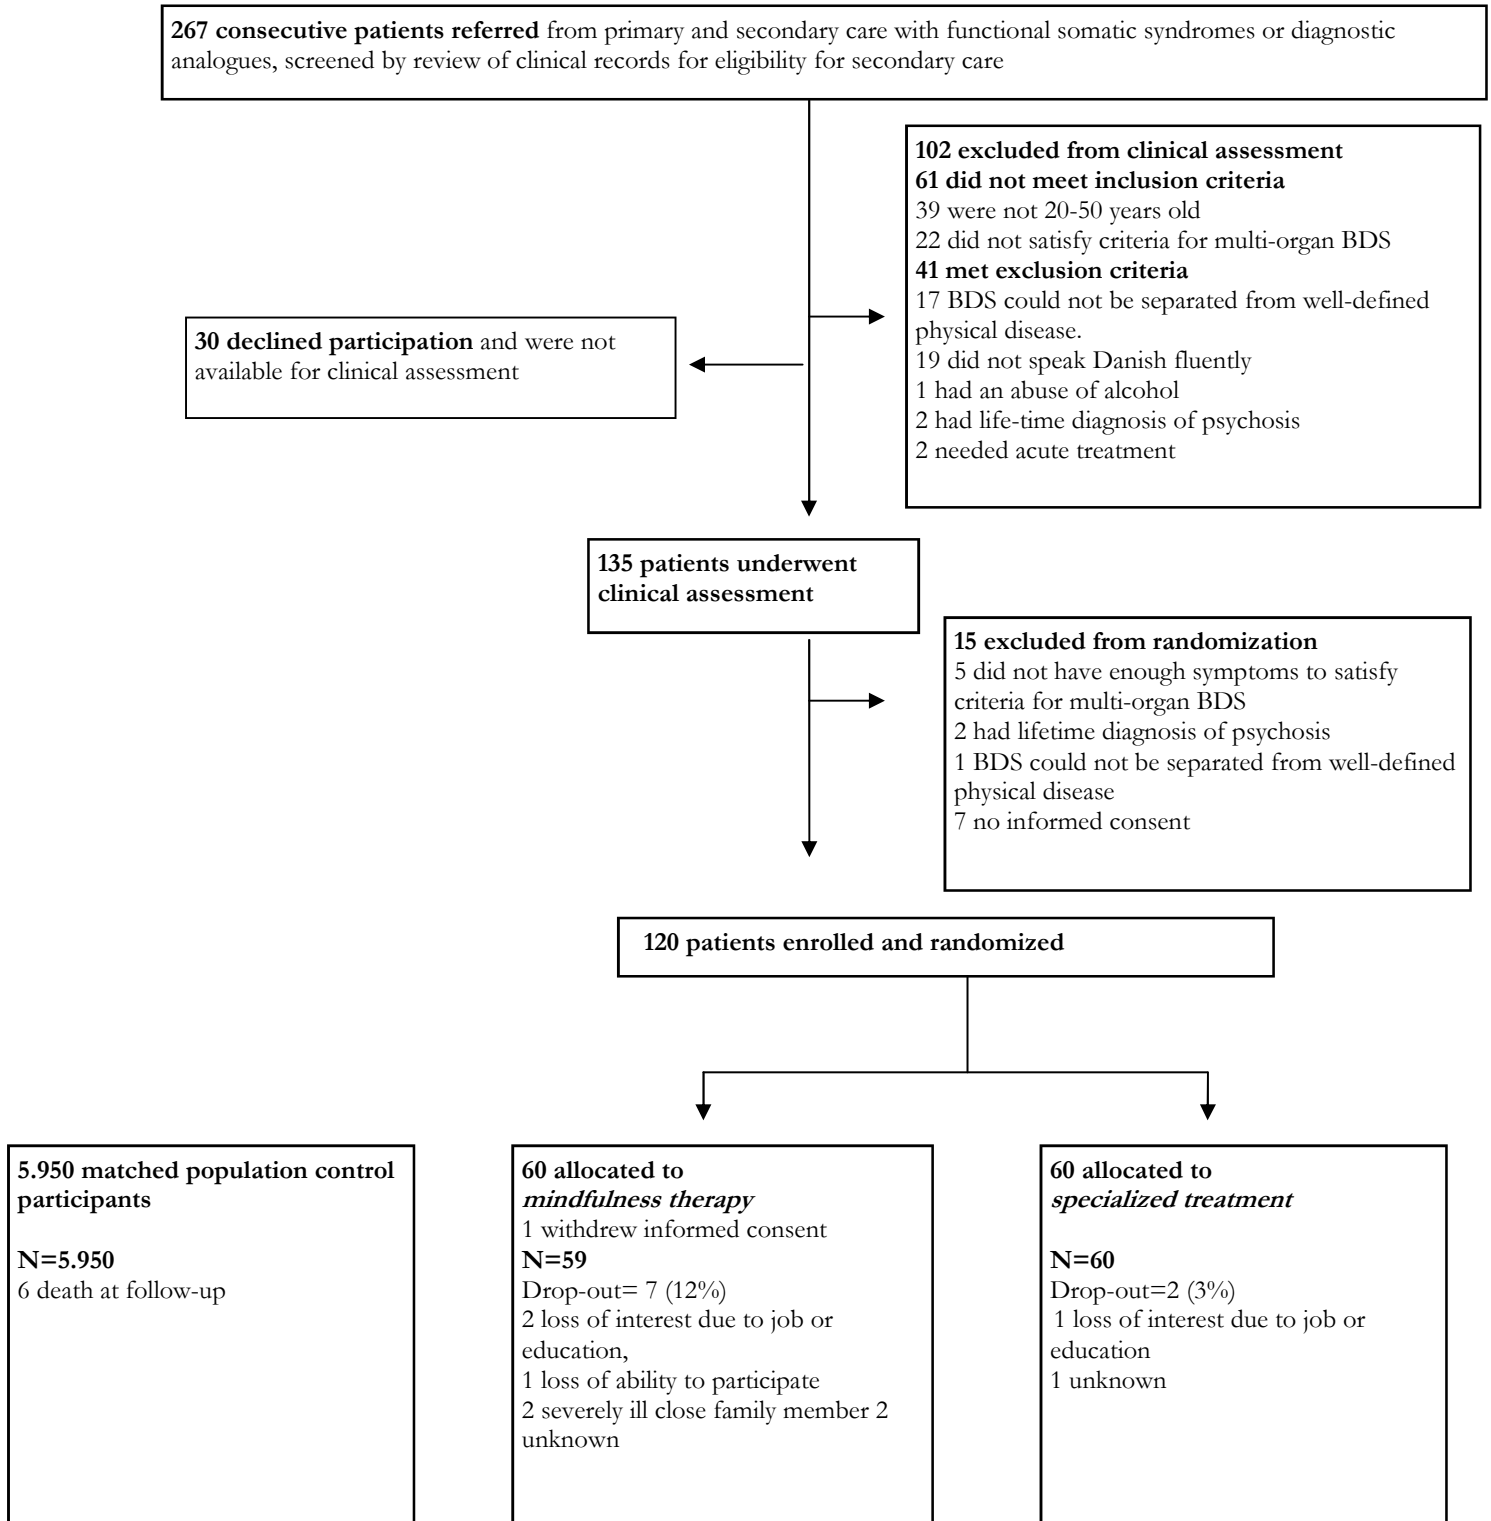 267 consecutive patients referred from primary and secondary care with functional somatic syndromes or diagnostic
analogues, screened by review of clinical records for eligibility for secondary care
102 excluded from clinical assessment
61 did not meet inclusion criteria
39 were not 20-50 years old
22 did not satisfy criteria for multi-organ BDS
41 met exclusion criteria
17 BDS could not be separated from well-defined
physical disease.
19 did not speak Danish fluently
1 had an abuse of alcohol
2 had life-time diagnosis of psychosis
2 needed acute treatment
30 declined participation and were not
available for clinical assessment
135 patients underwent
clinical assessment
15 excluded from randomization
5 did not have enough symptoms to satisfy
criteria for multi-organ BDS
2 had lifetime diagnosis of psychosis
1 BDS could not be separated from well-defined
physical disease
7 no informed consent
120 patients enrolled and randomized
5.950 matched population control
participants
N=5.950
6 death at follow-up
60 allocated to
mindfulness therapy
1 withdrew informed consent
N=59
Drop-out= 7 (12%)
2 loss of interest due to job or
education,
1 loss of ability to participate
2 severely ill close family member 2
unknown
60 allocated to
specialized treatment
N=60
Drop-out=2 (3%)
1 loss of interest due to job or
education
1 unknown